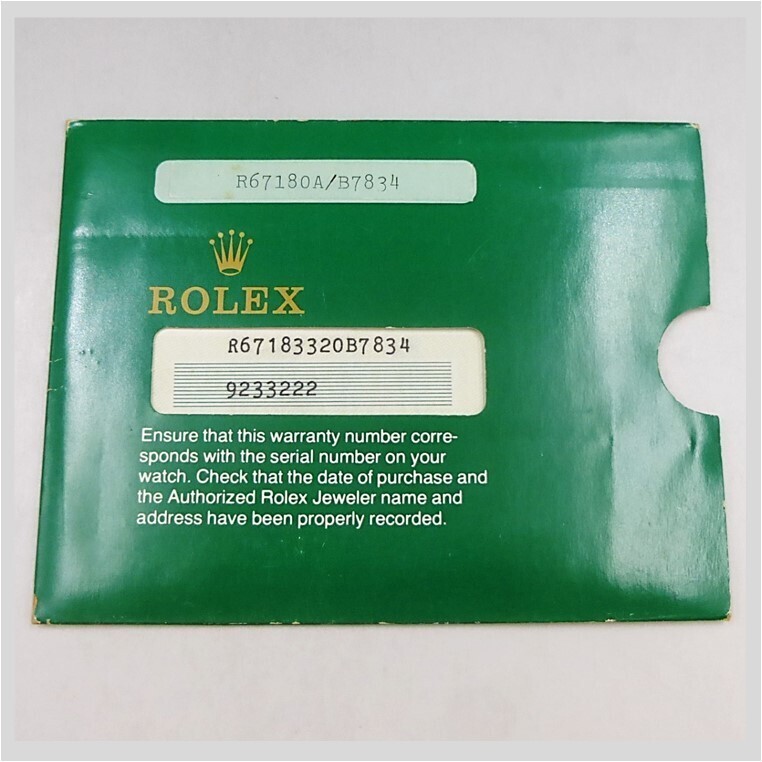 R67180A/B7834
ROLEX
R67183320B7834
9233222
Ensure that this warranty number corre-
sponds with the serial number on your
watch. Check that the date of purchase and
the Authorized Rolex Jeweler name and
address have been properly recorded.